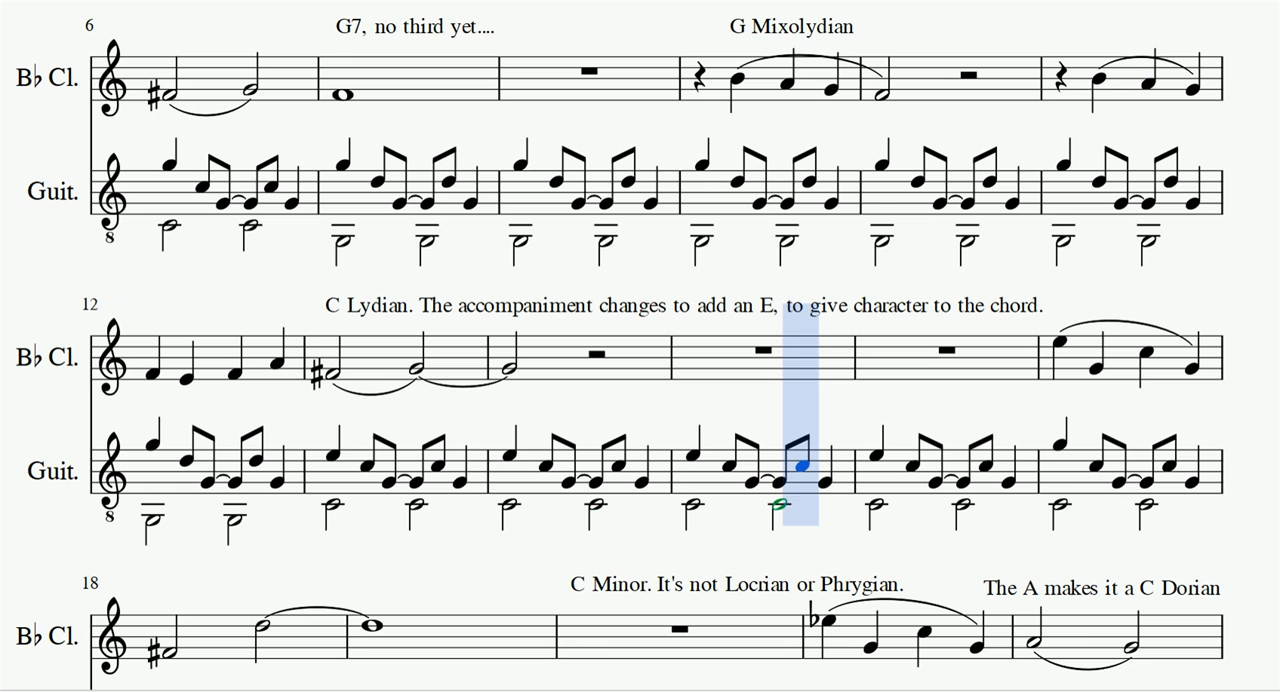 6
G7, no third yet....
G Mixolydian
B♭ Cl.
Guit.
8
12
C Lydian. The accompaniment changes to add an E, to give character to the chord.
B♭ Cl.
Guit.
8
18
C Minor. It's not Locrian or Phrygian.
The A makes it a C Dorian
B♭ Cl.